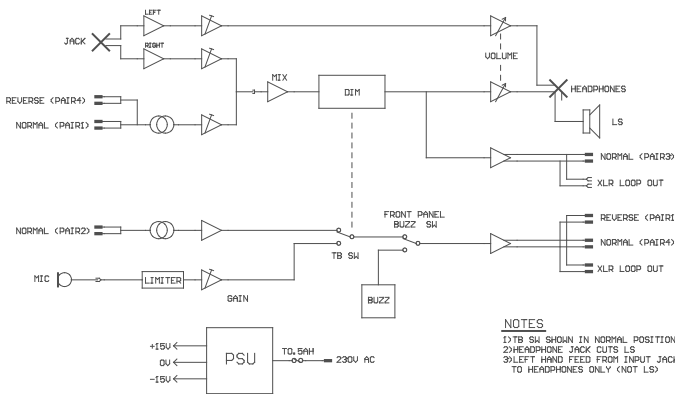 LEFT
JACK
RIGHT
MIX
DIM
VOLUME
HEADPHONES
LS
REVERSE (PAIR4)
NORMAL (PAIR1)
NORMAL (PAIR3)
XLR LOOP OUT
NORMAL (PAIR2)
TB SW
FRONT PANEL
BUZZ SW
REVERSE (PAIR1
NORMAL (PAIR4)
XLR LOOP OUT
MIC
LIMITER
GAIN
BUZZ
+15V
0V
-15V
PSU
T0.5AH
230V AC
NOTES
1)TB SW SHOWN IN NORMAL POSITION
2)HEADPHONE JACK CUTS LS
3)LEFT HAND FEED FROM INPUT JACK
TO HEADPHONES ONLY (NOT LS)